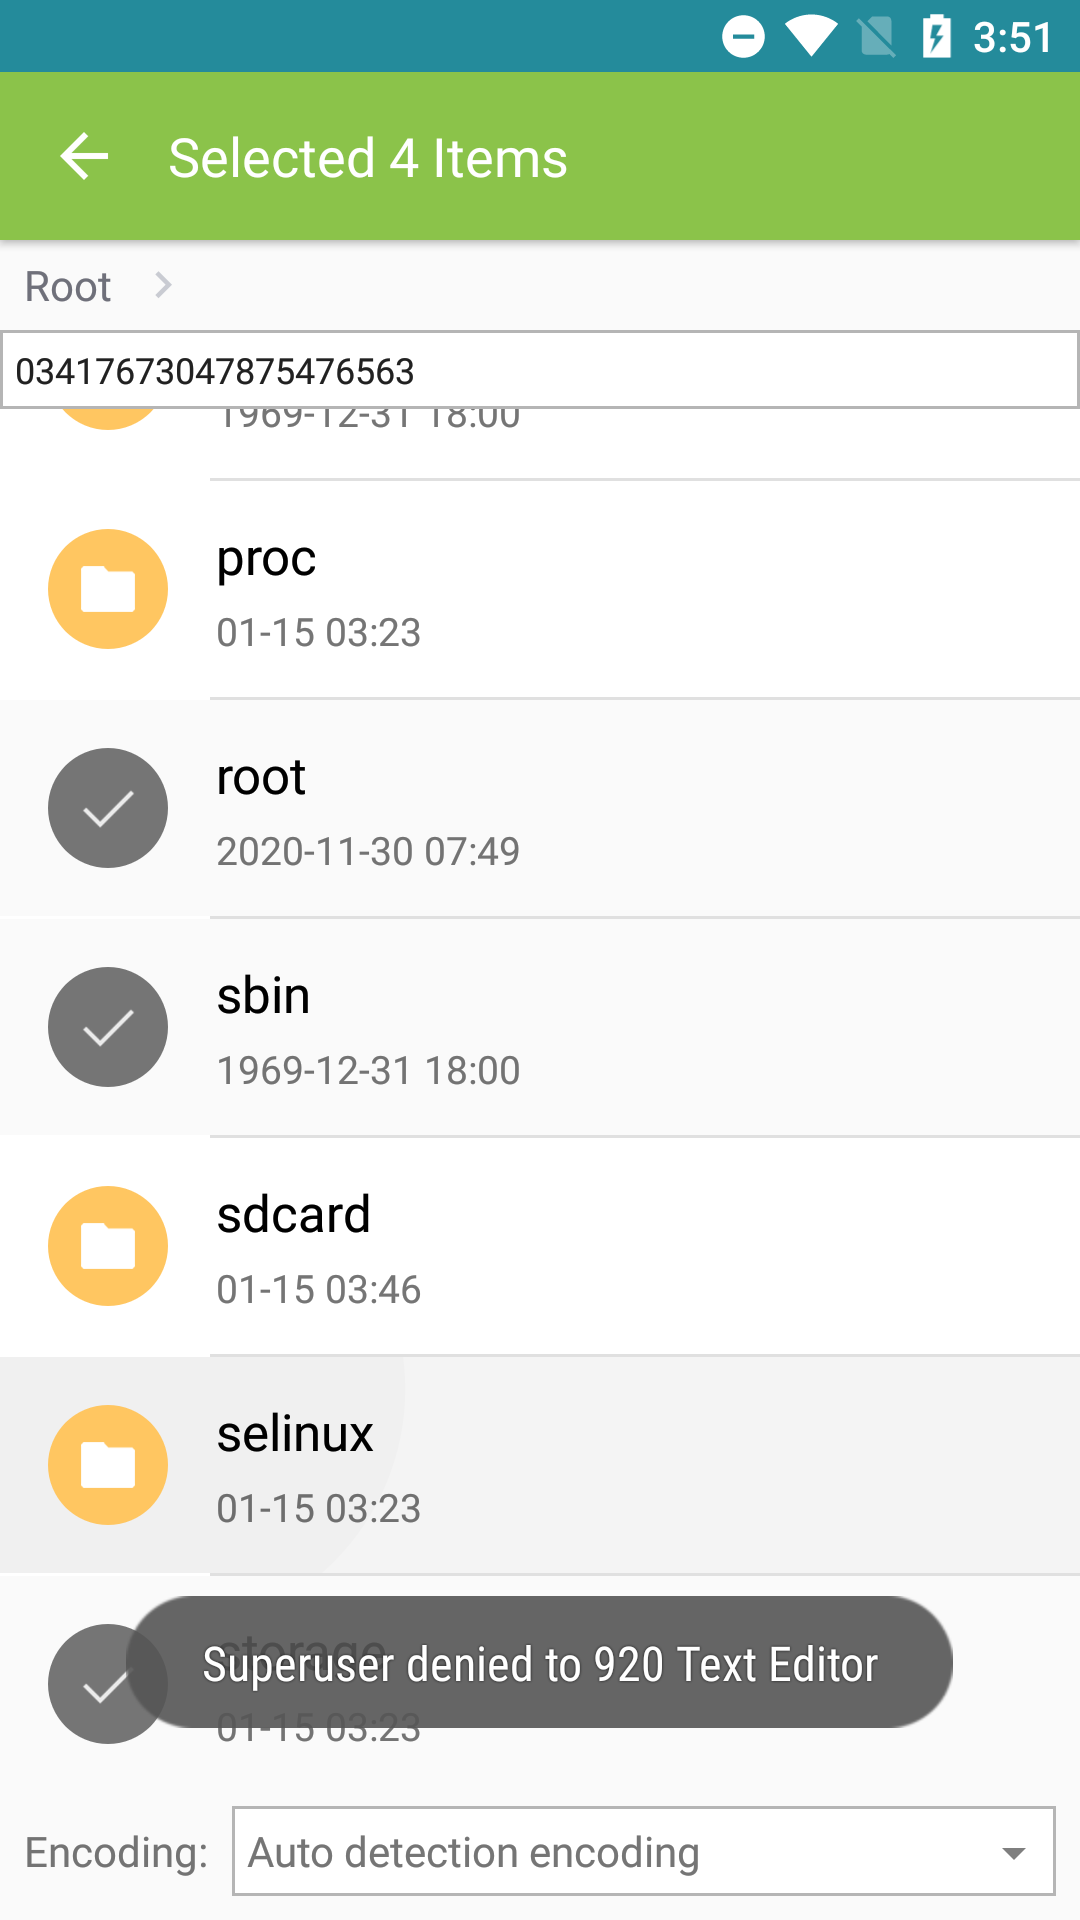 3:51
Selected 4 Items
Root
03417673047875476563
1969-12-31 18:00
proc
01-15 03:23
root
2020-11-30 07:49
sbin
1969-12-31 18:00
sdcard
01-15 03:46
selinux
01-15 03:23
storage
Superuser denied to 920 Text Editor
01-15 03:23
Encoding: Auto detection encoding